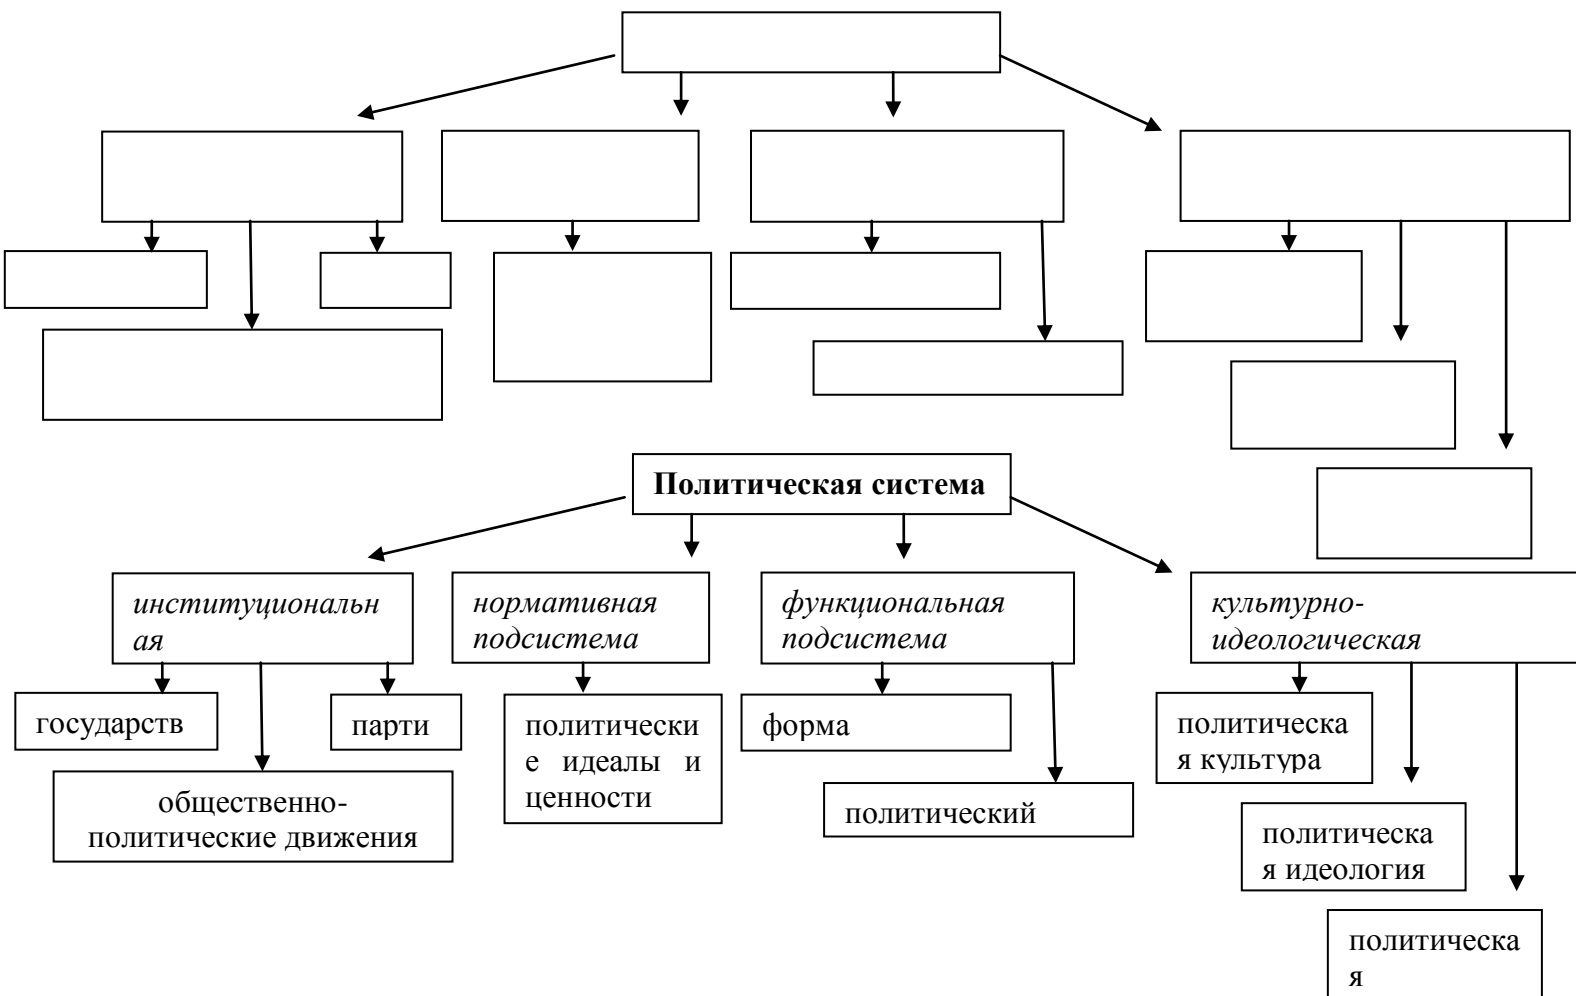 Политическая система
институциональн
ая
нормативная
подсистема
функциональная
подсистема
культурно-
идеологическая
государств
парти
политически
е идеалы и
ценности
форма
политическа
я культура
общественно-
политические движения
политический
политическа
я идеология
политическа
я